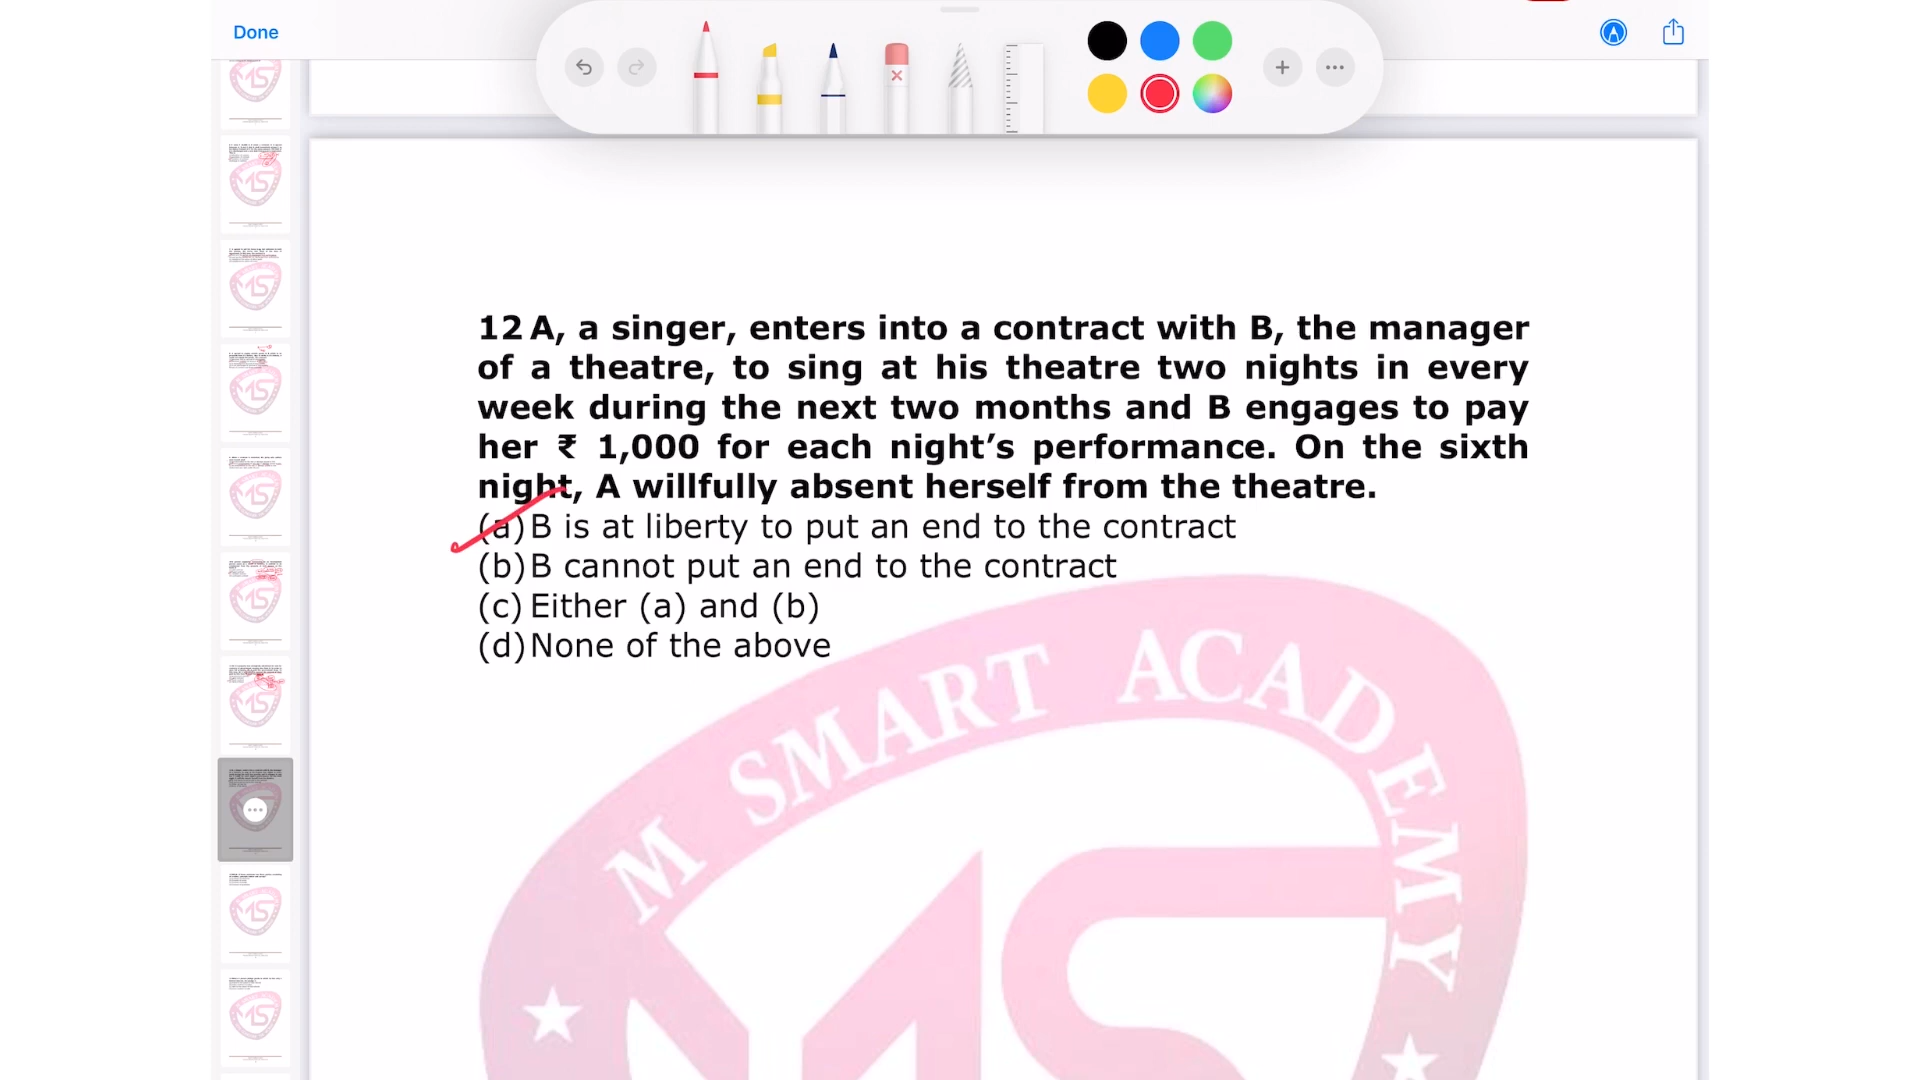 Done
12 A, a singer, enters into a contract with B, the manager
of a theatre, to sing at his theatre two nights in every
week during the next two months and B engages to pay
her ₹ 1,000 for each night's performance. On the sixth
night, A willfully absent herself from the theatre.
(a) B is at liberty to put an end to the contract
(b) B cannot put an end to the contract
(c) Either (a) and (b)
(d) None of the above
M SMART ACADEMY